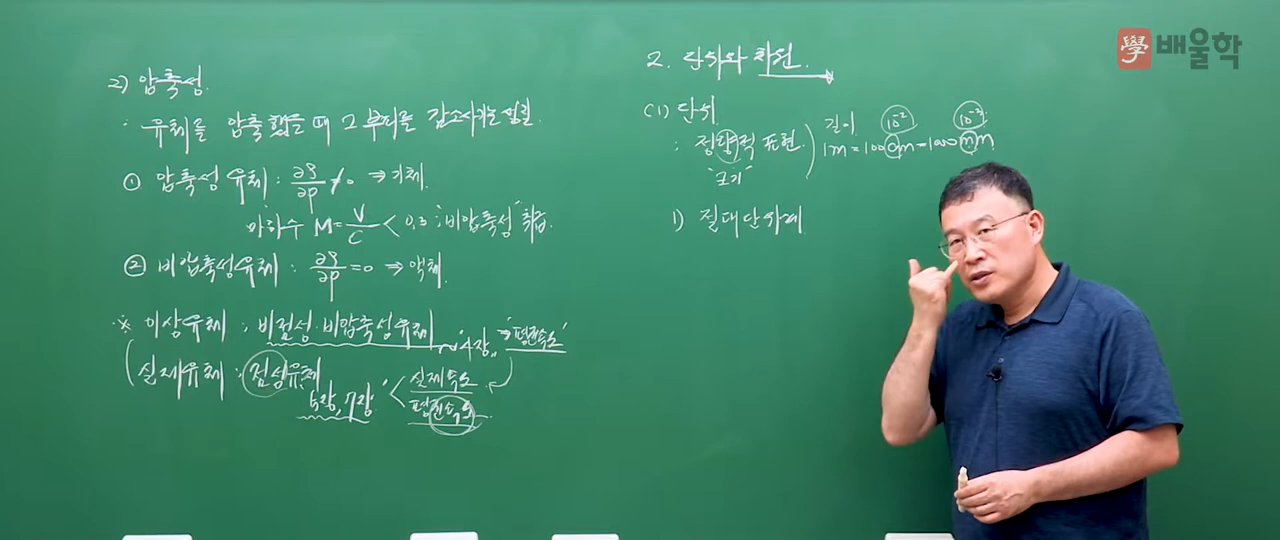 學 배울학
2) 압축성.
: 유체를 압축했을 때 그 부피를 감소시키는 성질.
① 압축성 유체 : ∂ρ/∂p ≠ 0 ⇒ 기체.
마하수 M = V/C < 0.3 ; "비압축성" 취급.
② 비압축성유체 : ∂ρ/∂p = 0 ⇒ 액체.
※ 이상유체 : 비점성·비압축성유체 "4장" ⇒ "평균속도"
실제유체 : 점성유체
5장, 7장 < 실제속도
평균속도
2. 단위와 차원.
(1) 단위
: 정량적 표현
"크기"
길이
10⁻² 10⁻³
1m = 100cm = 1000mm
1) 절대단위계